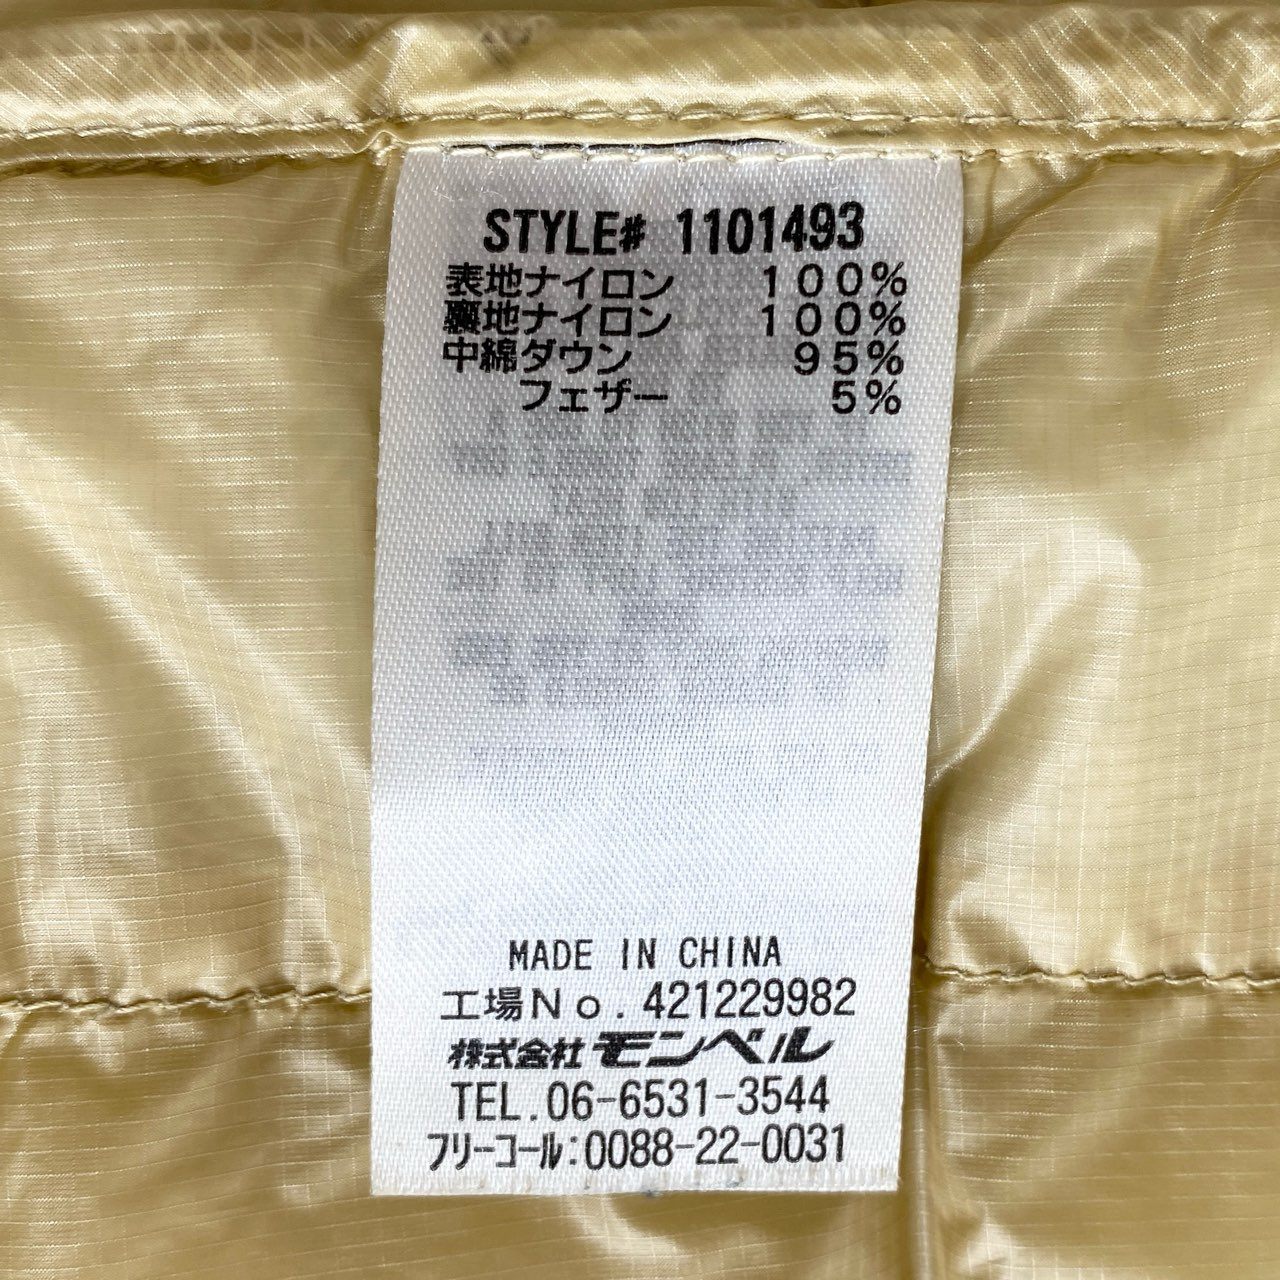 STYLE# 1101493
表地ナイロン 100%
裏地ナイロン 100%
中綿ダウン 95%
フェザー 5%
MADE IN CHINA
工場No.421229982
株式会社モンベル
TEL.06-6531-3544
フリーコール:0088-22-0031